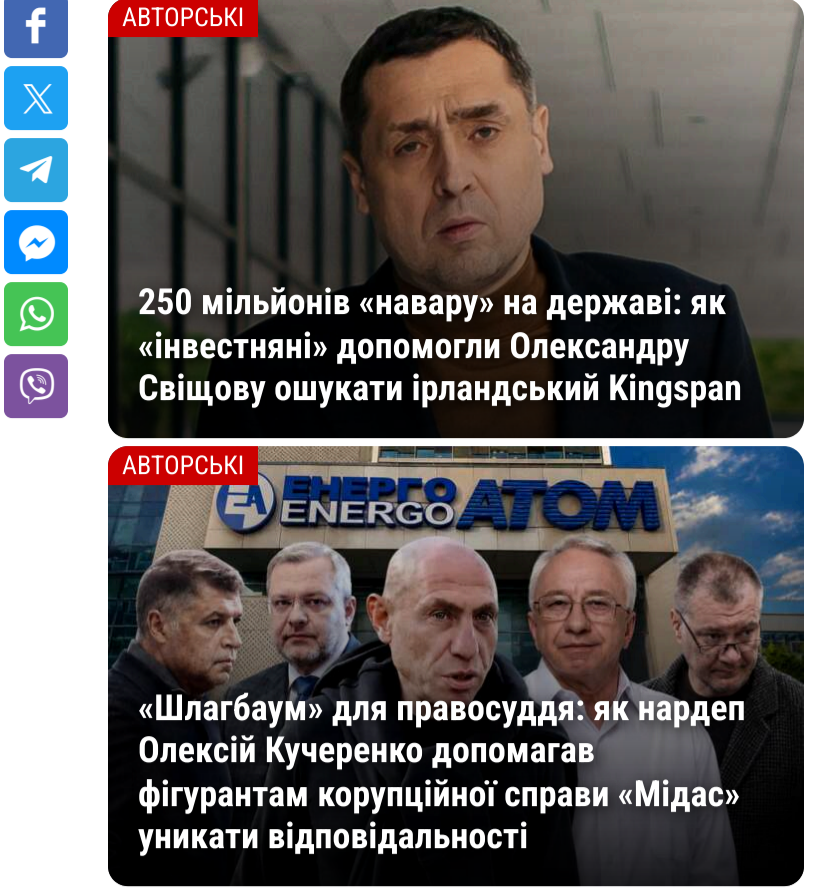 АВТОРСЬКІ
250 мільйонів «навару» на державі: як
«інвестняні» допомогли Олександру
Свіщову ошукати ірландський Kingspan
АВТОРСЬКІ
ЕНЕРГО
ENERGO
АТОМ
«Шлагбаум» для правосуддя: як нардеп
Олексій Кучеренко допомагав
фігурантам корупційної справи «Мідас»
уникати відповідальності